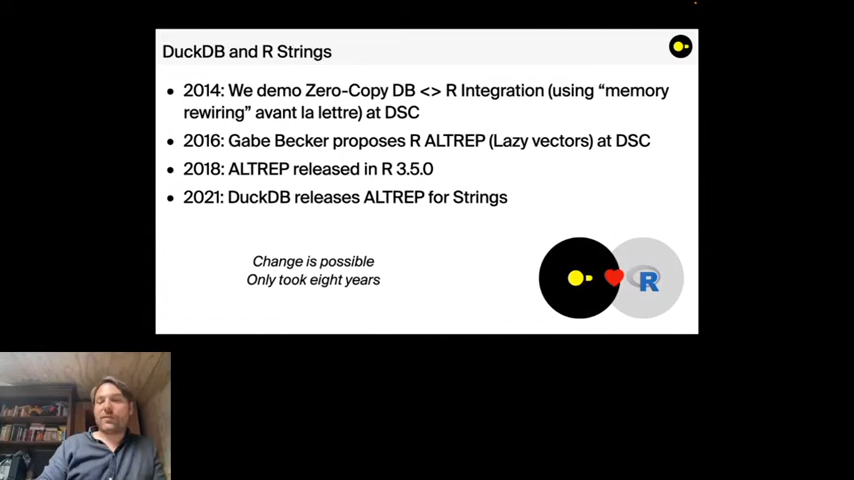 DuckDB and R Strings
• 2014: We demo Zero-Copy DB <> R Integration (using “memory
rewiring” avant la lettre) at DSC
• 2016: Gabe Becker proposes R ALTREP (Lazy vectors) at DSC
• 2018: ALTREP released in R 3.5.0
• 2021: DuckDB releases ALTREP for Strings
Change is possible
Only took eight years
R